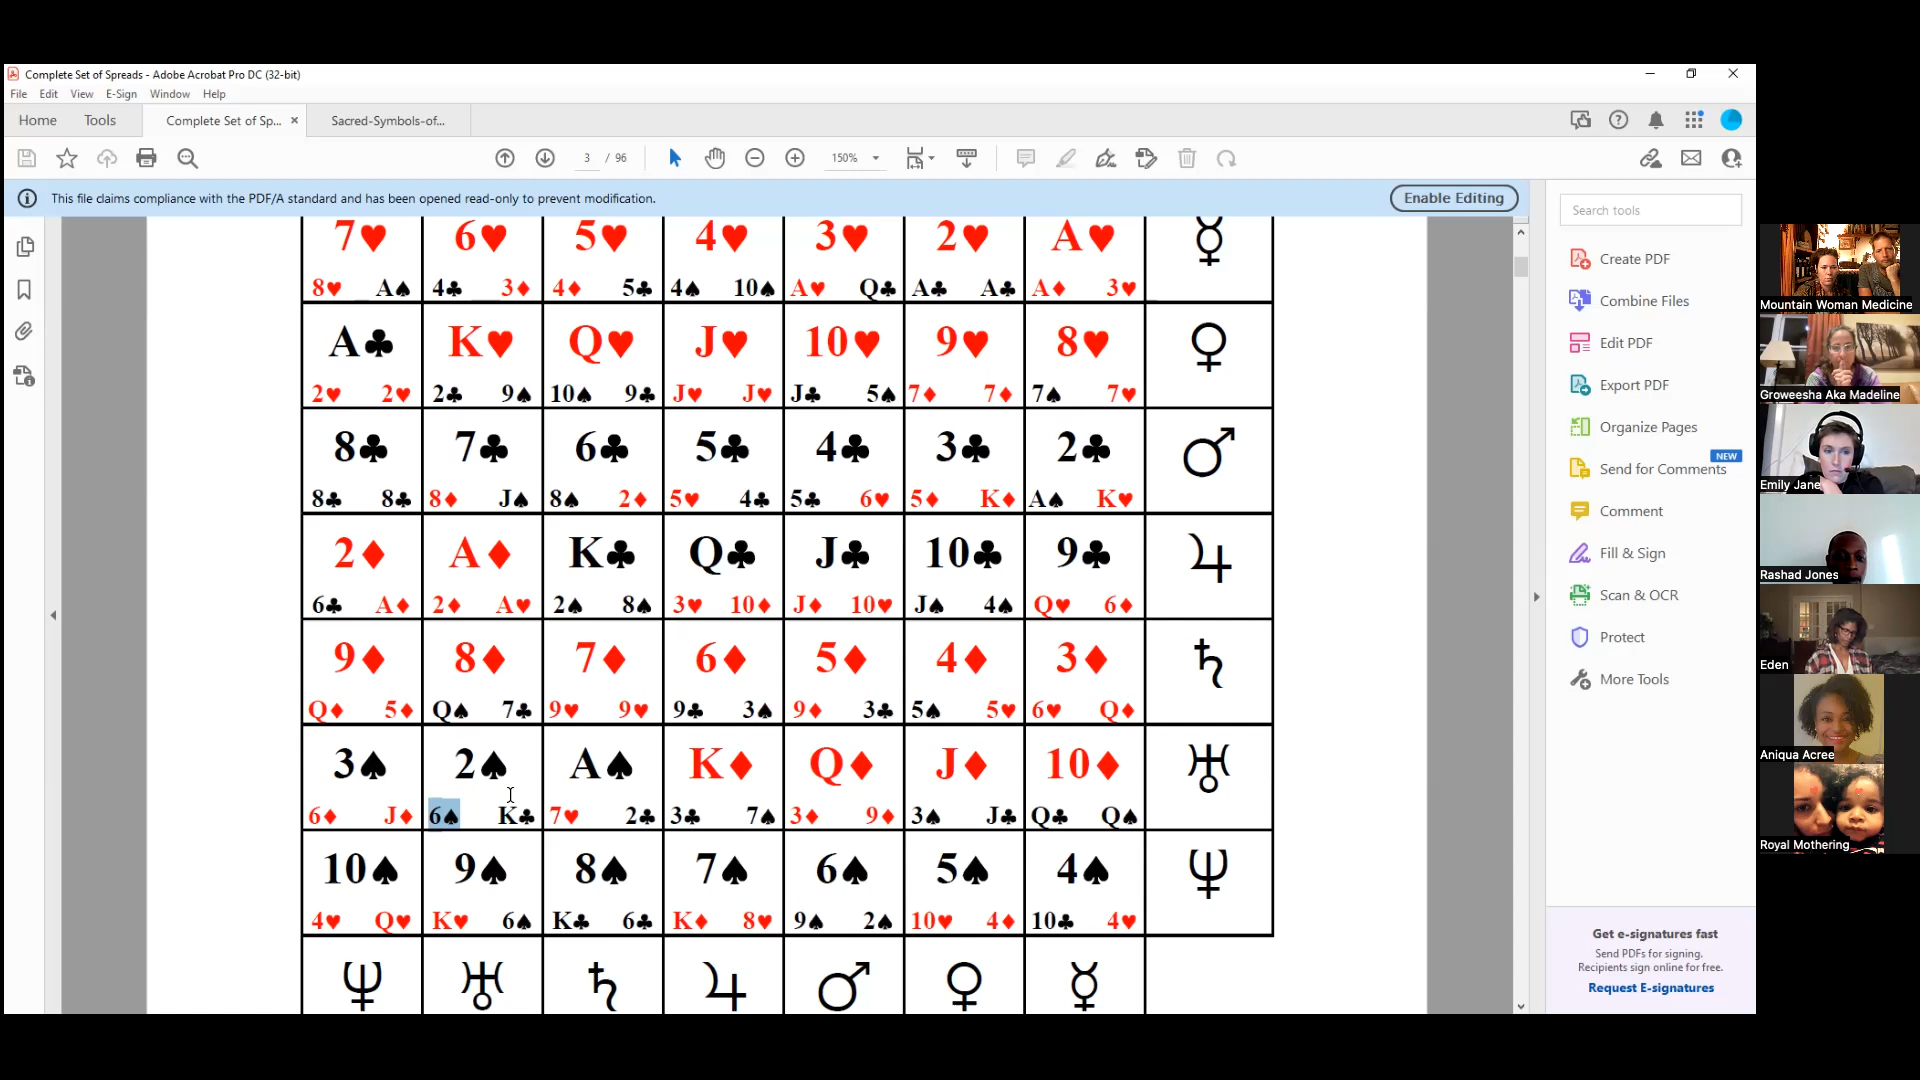 Complete Set of Spreads - Adobe Acrobat Pro DC (32-bit)
File Edit View E-Sign Window Help
Home Tools Complete Set of Sp... × Sacred-Symbols-of...
3 / 96 150%
This file claims compliance with the PDF/A standard and has been opened read-only to prevent modification. Enable Editing
7♥ 6♥ 5♥ 4♥ 3♥ 2♥ A♥ ☿
8♥ A♠ 4♣ 3♦ 4♦ 5♣ 4♠ 10♠ A♥ Q♣ A♣ A♣ A♦ 3♥
A♣ K♥ Q♥ J♥ 10♥ 9♥ 8♥ ♀
2♥ 2♥ 2♣ 9♠ 10♠ 9♣ J♥ J♥ J♣ 5♠ 7♦ 7♦ 7♠ 7♥
8♣ 7♣ 6♣ 5♣ 4♣ 3♣ 2♣ ♂
8♣ 8♣ 8♦ J♠ 8♠ 2♦ 5♥ 4♣ 5♣ 6♥ 5♦ K♦ A♠ K♥
2♦ A♦ K♣ Q♣ J♣ 10♣ 9♣ ♃
6♣ A♦ 2♦ A♥ 2♠ 8♠ 3♥ 10♦ J♦ 10♥ J♠ 4♠ Q♥ 6♦
9♦ 8♦ 7♦ 6♦ 5♦ 4♦ 3♦ ♄
Q♦ 5♦ Q♠ 7♣ 9♥ 9♥ 9♣ 3♠ 9♦ 3♣ 5♠ 5♥ 6♥ Q♦
3♠ 2♠ A♠ K♦ Q♦ J♦ 10♦ ♅
6♦ J♦ 6♠ K♣ 7♥ 2♣ 3♣ 7♠ 3♦ 9♦ 3♠ J♣ Q♣ Q♠
10♠ 9♠ 8♠ 7♠ 6♠ 5♠ 4♠ ♆
4♥ Q♥ K♥ 6♠ K♣ 6♣ K♦ 8♥ 9♠ 2♠ 10♥ 4♦ 10♣ 4♥
♆ ♅ ♄ ♃ ♂ ♀ ☿
Search tools
Create PDF
Combine Files
Edit PDF
Export PDF
Organize Pages
NEW
Send for Comments
Comment
Fill & Sign
Scan & OCR
Protect
More Tools
Get e-signatures fast
Send PDFs for signing.
Recipients sign online for free.
Request E-signatures
Mountain Woman Medicine
Groweesha Aka Madeline
Emily Jane
Rashad Jones
Eden
Aniqua Acree
Royal Mothering